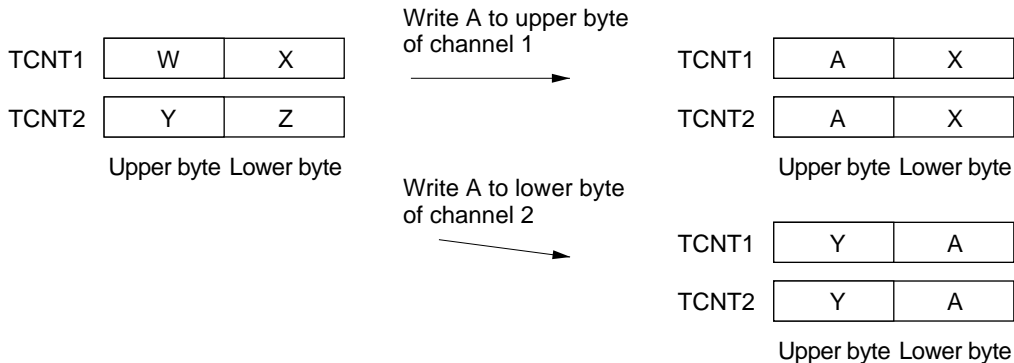 Write A to upper byte
of channel 1
TCNT1 W X
TCNT2 Y Z
Upper byte Lower byte
TCNT1 A X
TCNT2 A X
Upper byte Lower byte
Write A to lower byte
of channel 2
TCNT1 Y A
TCNT2 Y A
Upper byte Lower byte